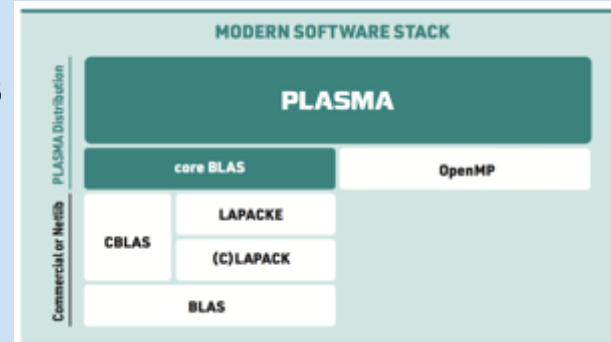 MODERN SOFTWARE STACK
PLASMA Distribution
PLASMA
core BLAS
OpenMP
Commercial or Netlib
CBLAS
LAPACKE
(C)LAPACK
BLAS